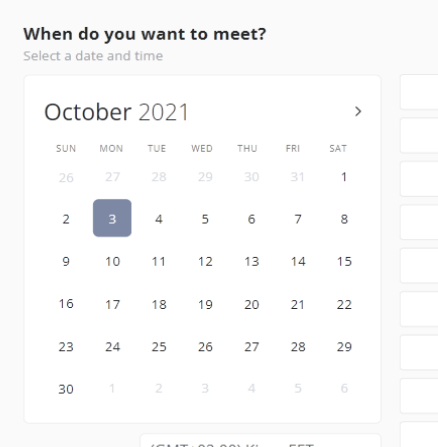 When do you want to meet?
Select a date and time
October 2021 >
SUN MON TUE WED THU FRI SAT
26 27 28 29 30 31 1
2 3 4 5 6 7 8
9 10 11 12 13 14 15
16 17 18 19 20 21 22
23 24 25 26 27 28 29
30 1 2 3 4 5 6